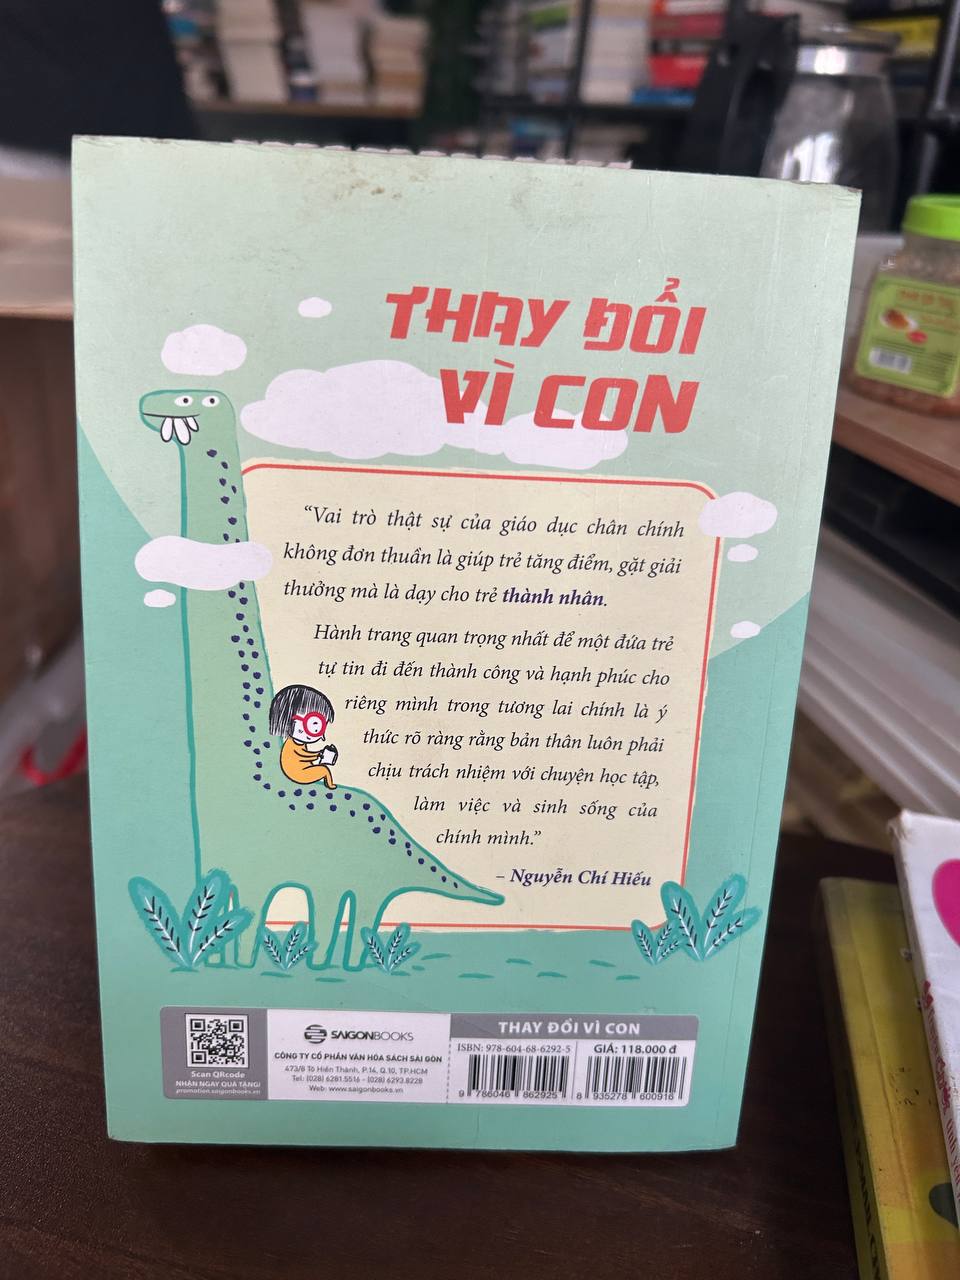 THAY ĐỔI
VÌ CON
“Vai trò thật sự của giáo dục chân chính
không đơn thuần là giúp trẻ tăng điểm, gặt giải
thưởng mà là dạy cho trẻ thành nhân.
Hành trang quan trọng nhất để một đứa trẻ
tự tin đi đến thành công và hạnh phúc cho
riêng mình trong tương lai chính là ý
thức rõ ràng rằng bản thân luôn phải
chịu trách nhiệm với chuyện học tập,
làm việc và sinh sống của
chính mình.”
– Nguyễn Chí Hiếu
Scan QRcode
NHẬN NGAY QUÀ TẶNG!
promotion.saigonbooks.vn
SAIGONBOOKS
CÔNG TY CỔ PHẦN VĂN HÓA SÁCH SÀI GÒN
473/8 Tô Hiến Thành, P.14, Q.10, TP.HCM
Tel: (028) 6281.5516 - (028) 6293.8228
Web: www.saigonbooks.vn
THAY ĐỔI VÌ CON
ISBN: 978-604-68-6292-5
GIÁ: 118.000 đ
9 786046 862925
8 935278 600916